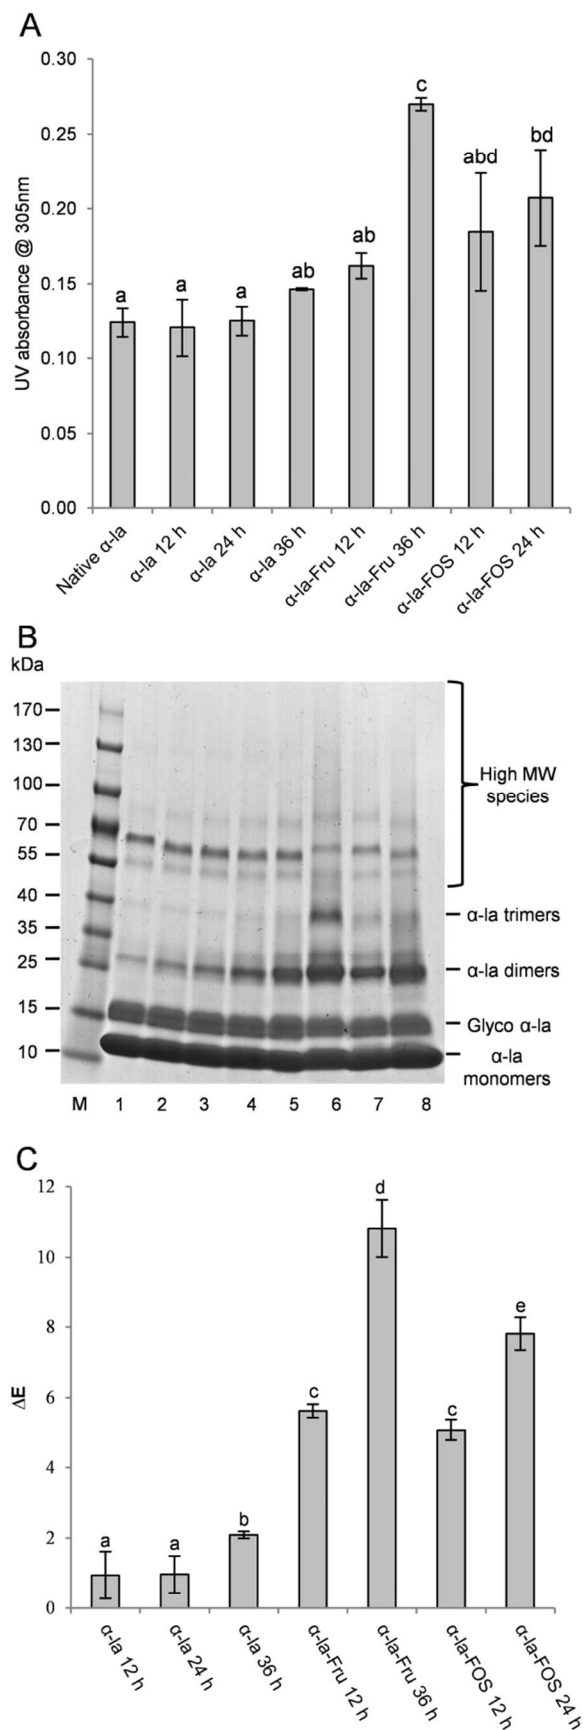 A
0.30
0.25
0.20
0.15
0.10
0.05
0.00
UV absorbance @ 305nm
a
a
a
ab
ab
c
abd
bd
Native α-la
α-la 12 h
α-la 24 h
α-la 36 h
α-la-Fru 12 h
α-la-Fru 36 h
α-la-FOS 12 h
α-la-FOS 24 h
B
kDa
170
130
100
70
55
40
35
25
15
10
High MW
species
α-la trimers
α-la dimers
Glyco α-la
α-la
monomers
M 1 2 3 4 5 6 7 8
C
12
10
8
6
4
2
0
ΔE
a
a
b
c
d
c
e
α-la 12 h
α-la 24 h
α-la 36 h
α-la-Fru 12 h
α-la-Fru 36 h
α-la-FOS 12 h
α-la-FOS 24 h